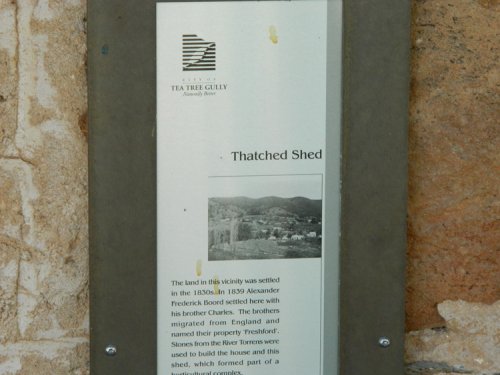 CITY OF
TEA TREE GULLY
Naturally Better
Thatched Shed
The land in this vicinity was settled
in the 1830s. In 1839 Alexander
Frederick Boord settled here with
his brother Charles. The brothers
migrated from England and
named their property 'Freshford'.
Stones from the River Torrens were
used to build the house and this
shed, which formed part of a
horticultural complex.